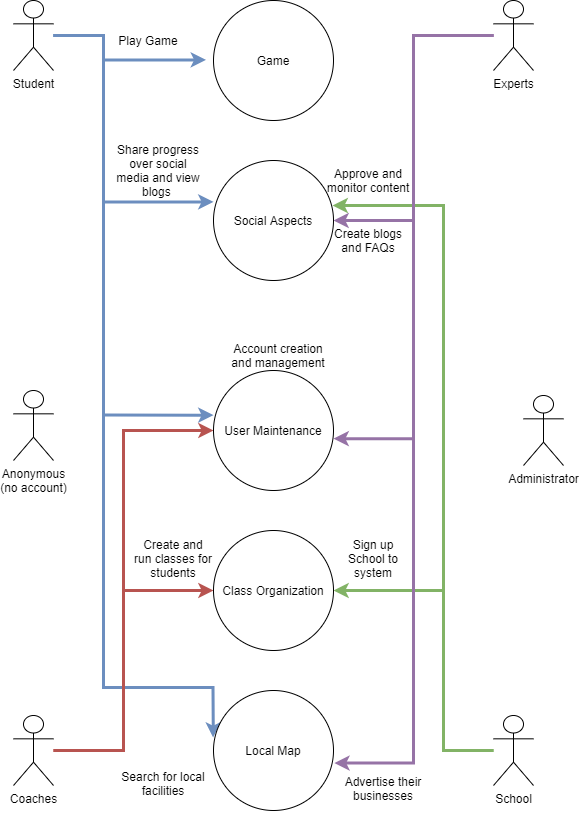 Play Game
Game
Student
Experts
Share progress
over social
media and view
blogs
Approve and
monitor content
Social Aspects
Create blogs
and FAQs
Account creation
and management
User Maintenance
Anonymous
(no account)
Administrator
Create and
run classes for
students
Sign up
School to
system
Class Organization
Local Map
Search for local
facilities
Advertise their
businesses
Coaches
School